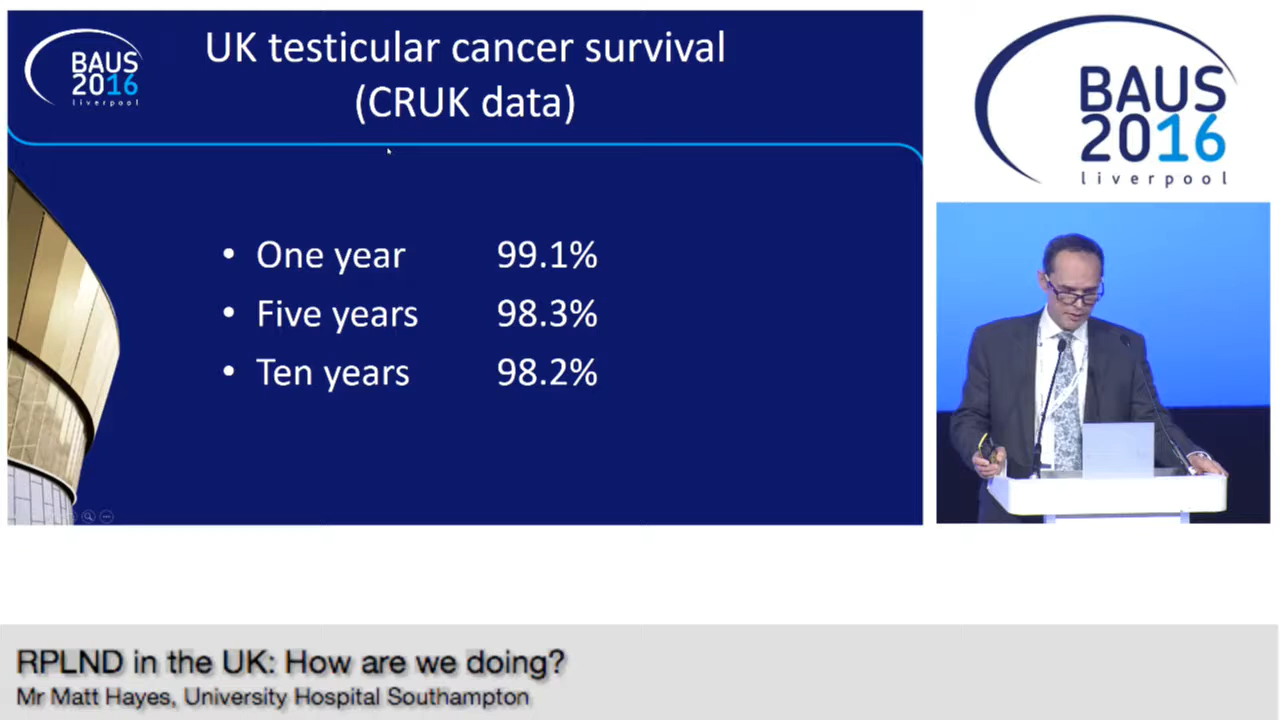 BAUS
2016
liverpool
UK testicular cancer survival
(CRUK data)
• One year 99.1%
• Five years 98.3%
• Ten years 98.2%
BAUS
2016
liverpool
RPLND in the UK: How are we doing?
Mr Matt Hayes, University Hospital Southampton